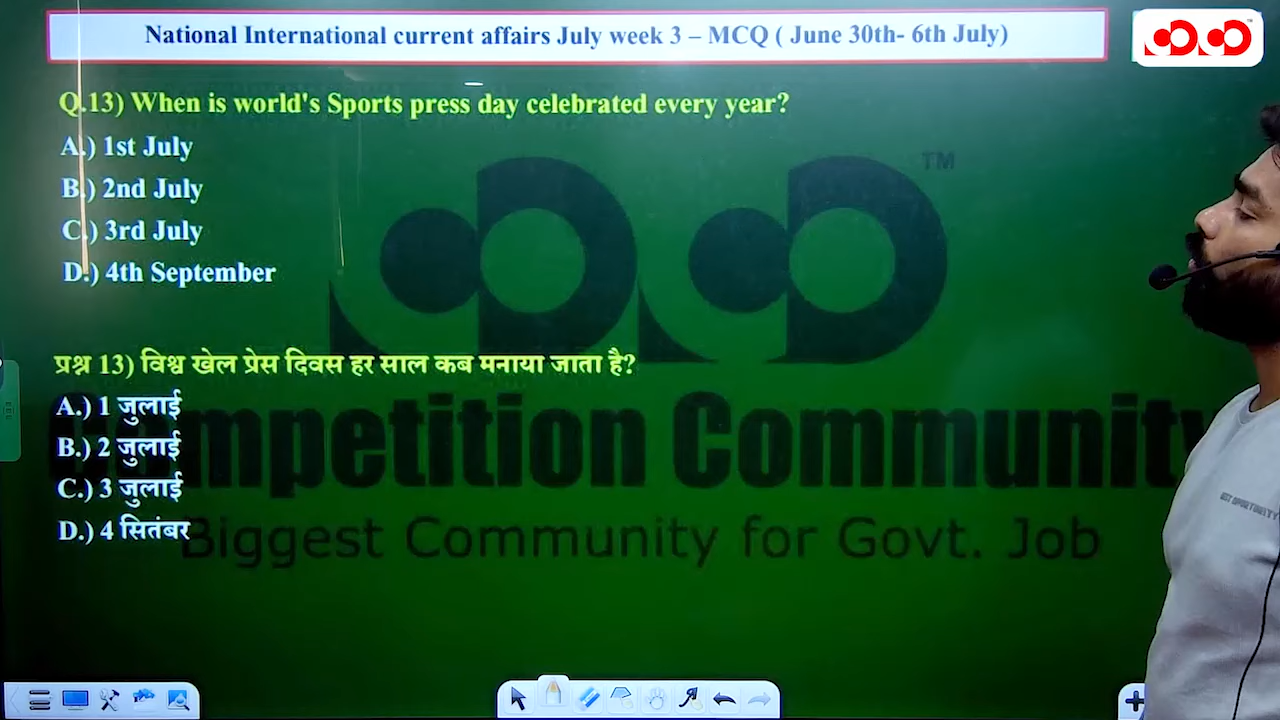 National International current affairs July week 3 – MCQ ( June 30th- 6th July)
Q.13) When is world's Sports press day celebrated every year?
A.) 1st July
B.) 2nd July
C.) 3rd July
D.) 4th September
TM
प्रश्न 13) विश्व खेल प्रेस दिवस हर साल कब मनाया जाता है?
A.) 1 जुलाई
B.) 2 जुलाई
C.) 3 जुलाई
D.) 4 सितंबर
Competition Community
Biggest Community for Govt. Job